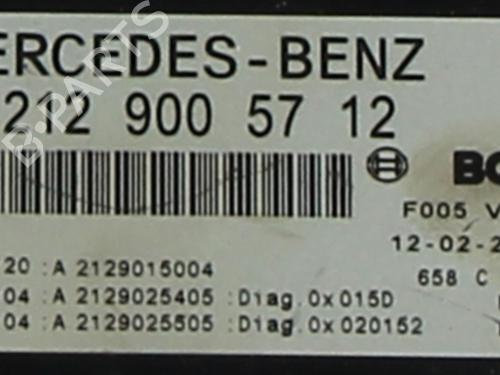 ERCEDES-BENZ
212 900 57 12
F005 V
12-02-2
20 :A 2129015004
658 C
04 :A 2129025405 :Diag.0x015D
04 :A 2129025505 :Diag.0x020152